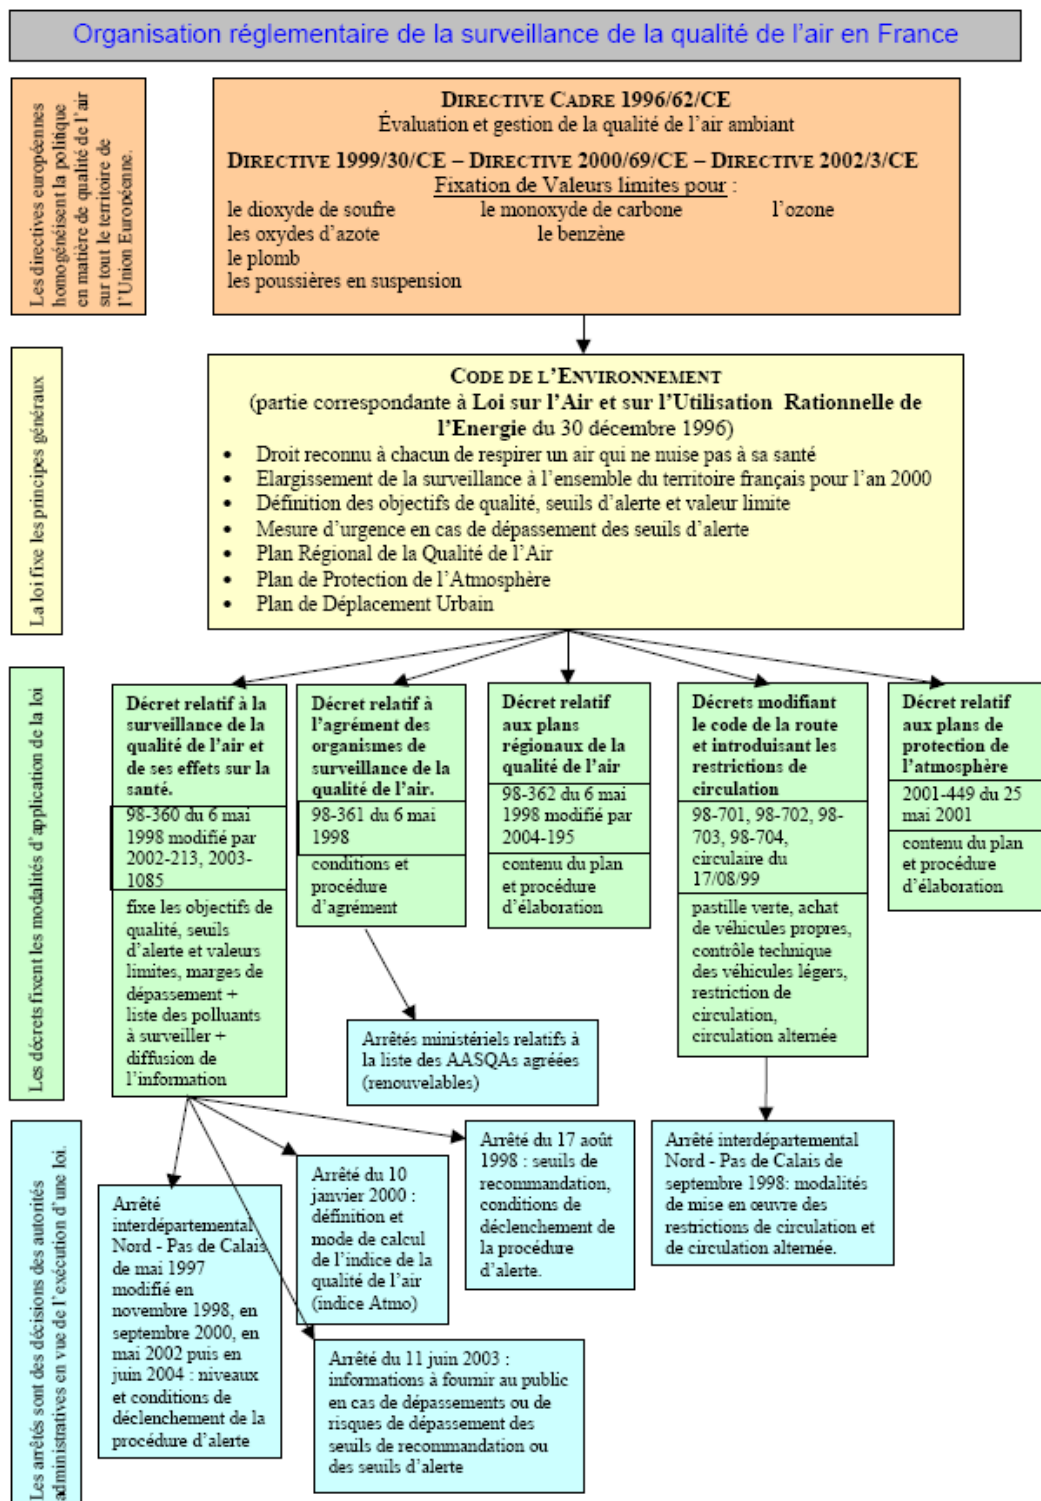 Organisation réglementaire de la surveillance de la qualité de l'air en France
Les directives européennes
homogénéisent la politique
en matière de qualité de l'air
sur tout le territoire de
l'Union Européenne.
DIRECTIVE CADRE 1996/62/CE
Évaluation et gestion de la qualité de l'air ambiant
DIRECTIVE 1999/30/CE – DIRECTIVE 2000/69/CE – DIRECTIVE 2002/3/CE
Fixation de Valeurs limites pour :
le dioxyde de soufre le monoxyde de carbone l'ozone
les oxydes d'azote le benzène
le plomb
les poussières en suspension
La loi fixe les principes généraux
CODE DE L'ENVIRONNEMENT
(partie correspondante à Loi sur l'Air et sur l'Utilisation Rationnelle de
l'Energie du 30 décembre 1996)
• Droit reconnu à chacun de respirer un air qui ne nuise pas à sa santé
• Elargissement de la surveillance à l'ensemble du territoire français pour l'an 2000
• Définition des objectifs de qualité, seuils d'alerte et valeur limite
• Mesure d'urgence en cas de dépassement des seuils d'alerte
• Plan Régional de la Qualité de l'Air
• Plan de Protection de l'Atmosphère
• Plan de Déplacement Urbain
Les décrets fixent les modalités d'application de la loi
Décret relatif à la
surveillance de la
qualité de l'air et
de ses effets sur la
santé.
98-360 du 6 mai
1998 modifié par
2002-213, 2003-
1085
fixe les objectifs de
qualité, seuils
d'alerte et valeurs
limites, marges de
dépassement +
liste des polluants
à surveiller +
diffusion de
l'information
Décret relatif à
l'agrément des
organismes de
surveillance de la
qualité de l'air.
98-361 du 6 mai
1998
conditions et
procédure
d'agrément
Décret relatif
aux plans
régionaux de la
qualité de l'air
98-362 du 6 mai
1998 modifié par
2004-195
contenu du plan
et procédure
d'élaboration
Décrets modifiant
le code de la route
et introduisant les
restrictions de
circulation
98-701, 98-702, 98-
703, 98-704,
circulaire du
17/08/99
pastille verte, achat
de véhicules propres,
contrôle technique
des véhicules légers,
restriction de
circulation,
circulation alternée
Décret relatif
aux plans de
protection de
l'atmosphère
2001-449 du 25
mai 2001
contenu du plan
et procédure
d'élaboration
Arrêtés ministériels relatifs à
la liste des AASQAs agréées
(renouvelables)
Les arrêtés sont des décisions des autorités
administratives en vue de l'exécution d'une loi.
Arrêté
interdépartemental
Nord - Pas de Calais
de mai 1997
modifié en
novembre 1998, en
septembre 2000, en
mai 2002 puis en
juin 2004 : niveaux
et conditions de
déclenchement de la
procédure d'alerte
Arrêté du 10
janvier 2000 :
définition et
mode de calcul
de l'indice de la
qualité de l'air
(indice Atmo)
Arrêté du 17 août
1998 : seuils de
recommandation,
conditions de
déclenchement de
la procédure
d'alerte.
Arrêté interdépartemental
Nord - Pas de Calais de
septembre 1998: modalités
de mise en œuvre des
restrictions de circulation et
de circulation alternée.
Arrêté du 11 juin 2003 :
informations à fournir au public
en cas de dépassements ou de
risques de dépassement des
seuils de recommandation ou
des seuils d'alerte